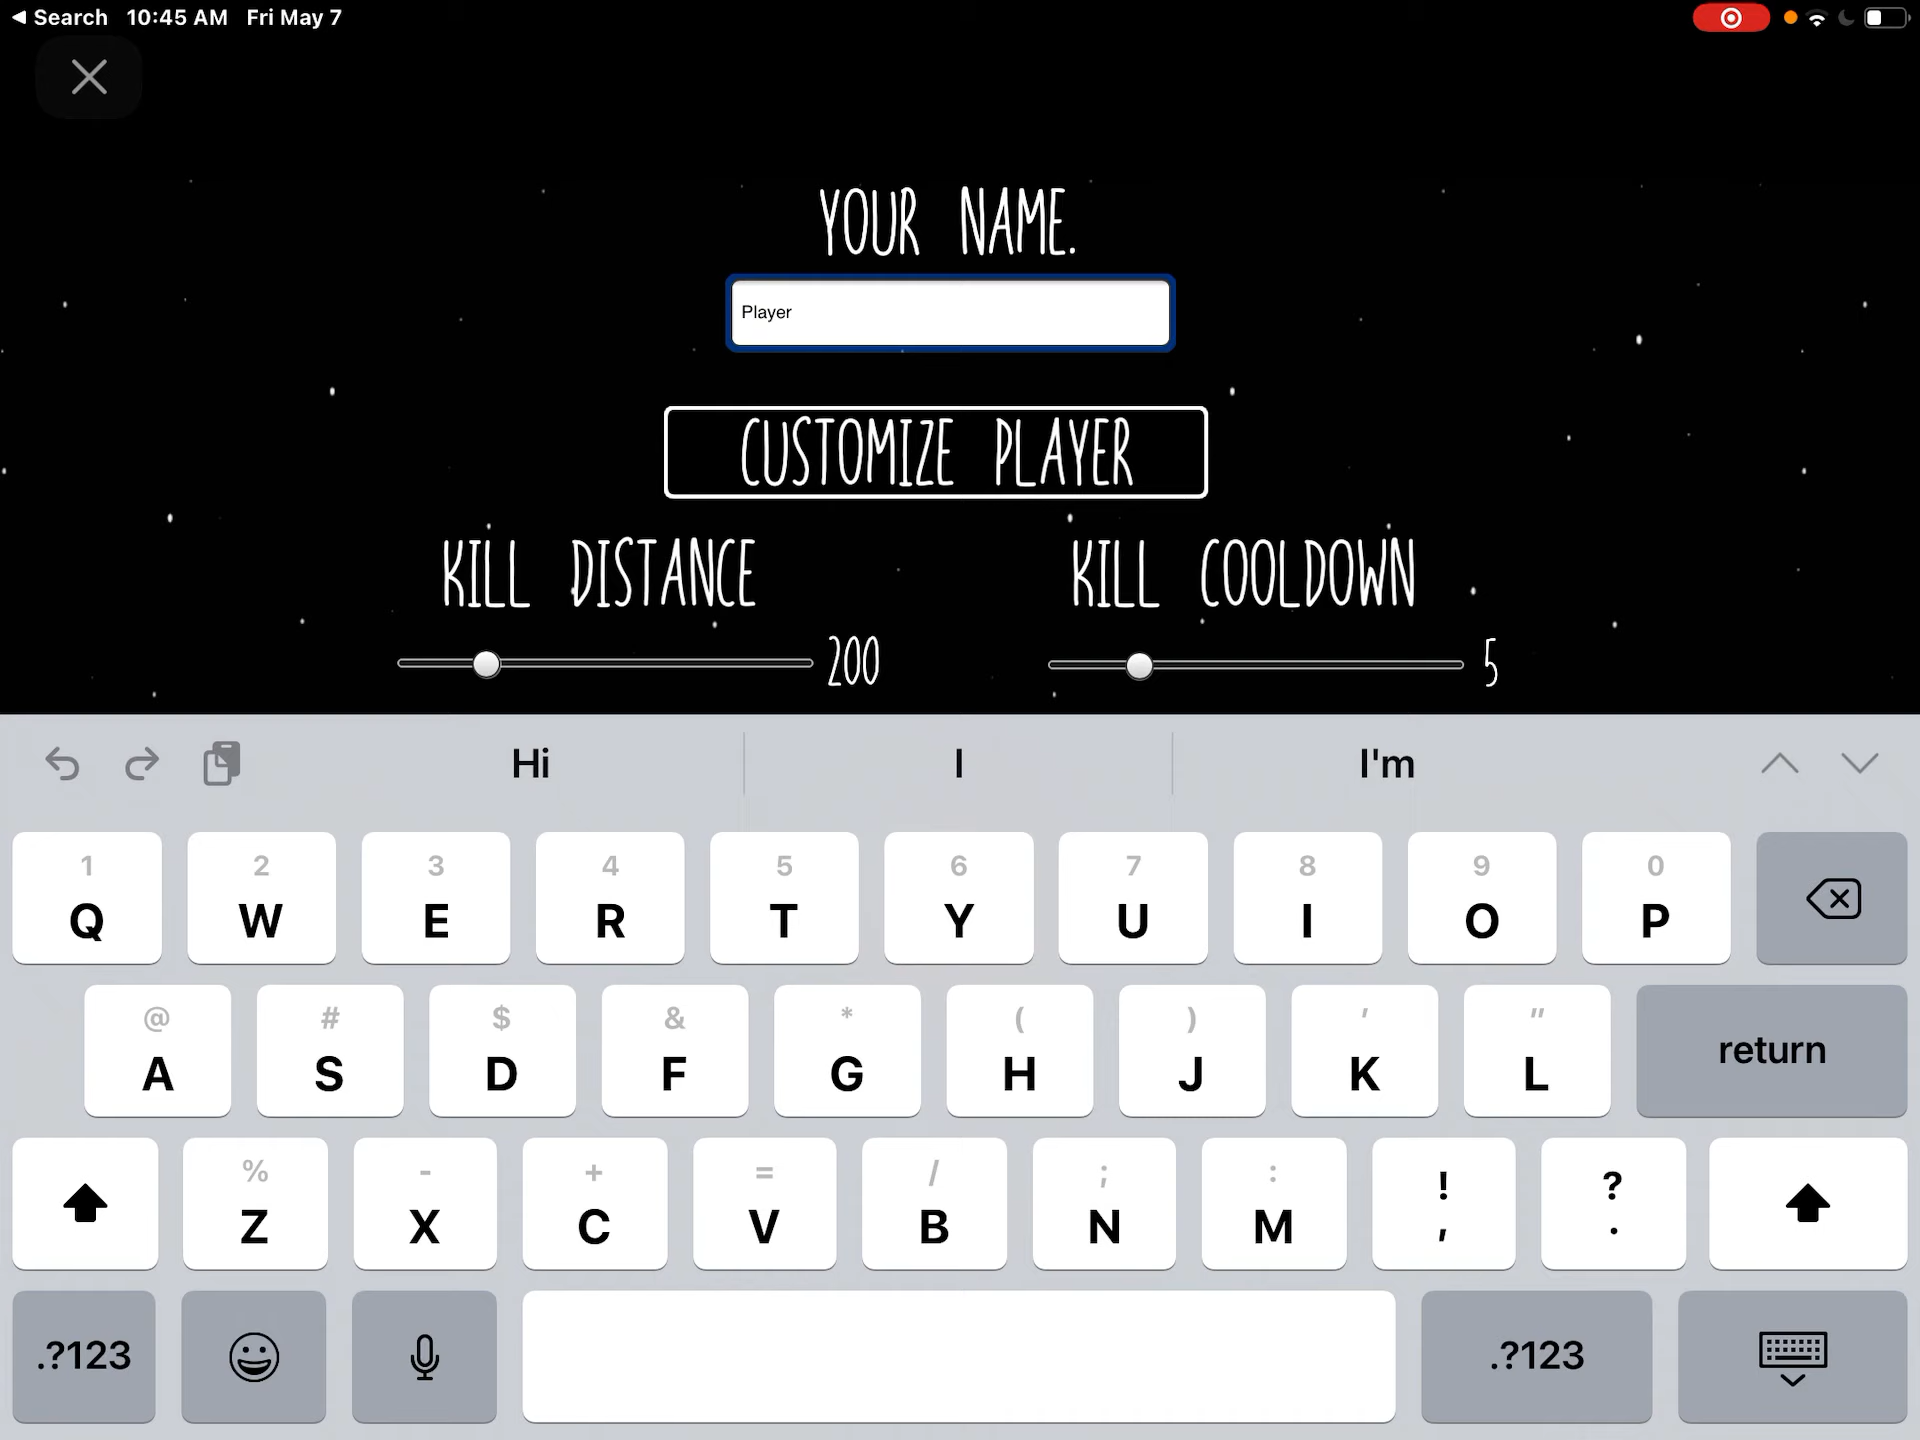 Search 10:45 AM Fri May 7
YOUR NAME.
Player
CUSTOMIZE PLAYER
KILL DISTANCE KILL COOLDOWN
200 5
Hi I I'm
1 2 3 4 5 6 7 8 9 0
Q W E R T Y U I O P
@ # $ & * ( ) ' "
A S D F G H J K L return
% - + = / ; : ! ?
Z X C V B N M , .
.?123 .?123